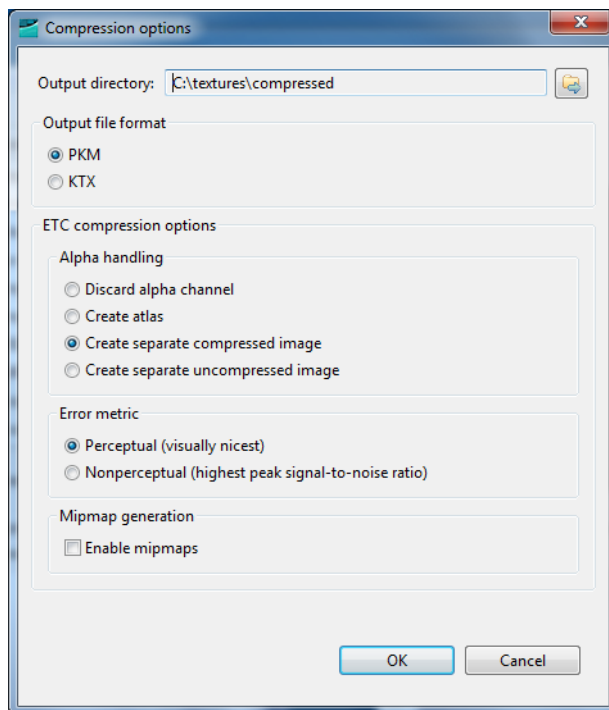 Compression options
Output directory: C:\textures\compressed
Output file format
PKM
KTX
ETC compression options
Alpha handling
Discard alpha channel
Create atlas
Create separate compressed image
Create separate uncompressed image
Error metric
Perceptual (visually nicest)
Nonperceptual (highest peak signal-to-noise ratio)
Mipmap generation
Enable mipmaps
OK Cancel